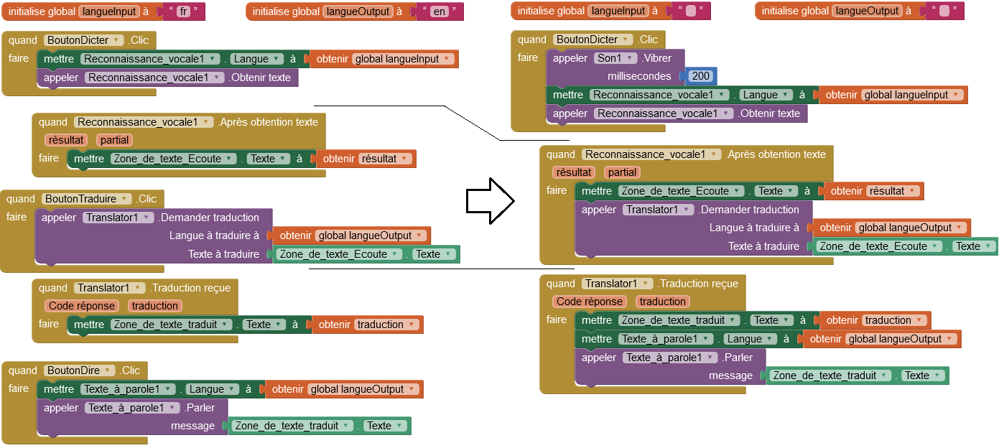 initialise global langueInput à " fr "
initialise global langueOutput à " en "
quand BoutonDicter .Clic
faire mettre Reconnaissance_vocale1 . Langue à obtenir global langueInput
appeler Reconnaissance_vocale1 .Obtenir texte
quand Reconnaissance_vocale1 .Après obtention texte
résultat partial
faire mettre Zone_de_texte_Ecoute . Texte à obtenir résultat
quand BoutonTraduire .Clic
faire appeler Translator1 .Demander traduction
Langue à traduire à obtenir global langueOutput
Texte à traduire Zone_de_texte_Ecoute . Texte
quand Translator1 .Traduction reçue
Code réponse traduction
faire mettre Zone_de_texte_traduit . Texte à obtenir traduction
quand BoutonDire .Clic
faire mettre Texte_à_parole1 . Langue à obtenir global langueOutput
appeler Texte_à_parole1 .Parler
message Zone_de_texte_traduit . Texte
initialise global langueInput à " "
initialise global langueOutput à " "
quand BoutonDicter .Clic
faire appeler Son1 .Vibrer
millisecondes 200
mettre Reconnaissance_vocale1 . Langue à obtenir global langueInput
appeler Reconnaissance_vocale1 .Obtenir texte
quand Reconnaissance_vocale1 .Après obtention texte
résultat partial
faire mettre Zone_de_texte_Ecoute . Texte à obtenir résultat
appeler Translator1 .Demander traduction
Langue à traduire à obtenir global langueOutput
Texte à traduire Zone_de_texte_Ecoute . Texte
quand Translator1 .Traduction reçue
Code réponse traduction
faire mettre Zone_de_texte_traduit . Texte à obtenir traduction
mettre Texte_à_parole1 . Langue à obtenir global langueOutput
appeler Texte_à_parole1 .Parler
message Zone_de_texte_traduit . Texte